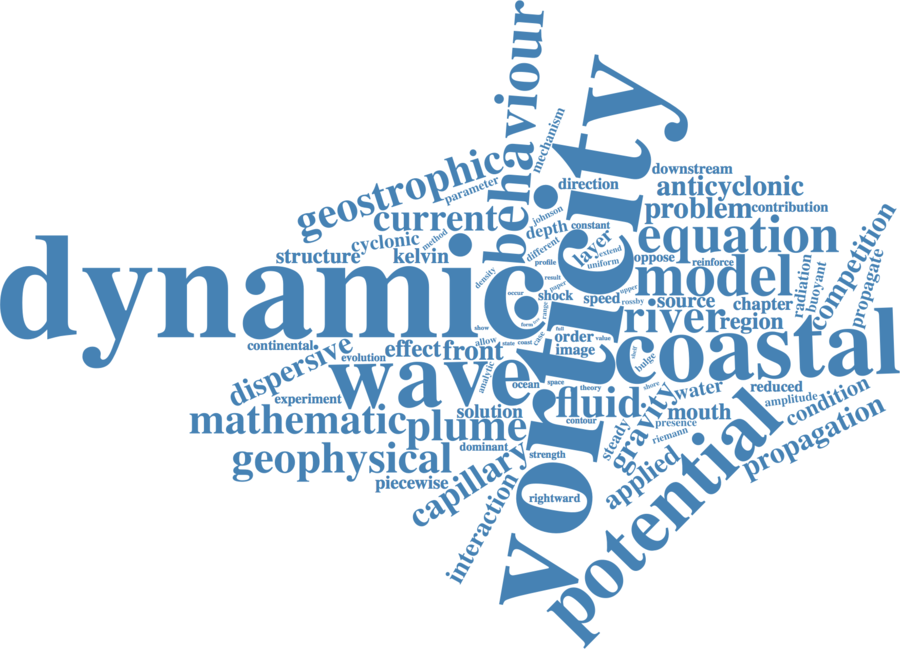 behaviour
mechanism
vorticity
geostrophic
parameter
direction
downstream
anticyclonic
current
johnson
problem
contribution
depth
constant
cyclonic
method
different
layer
extend
uniform
equation
structure
kelvin
oppose
reinforce
competition
propagate
dynamic
density
profile
result
paper
model
radiation
buoyant
occur
range
shock
speed
upper
rossby
source
chapter
river
region
form
show
allow
state
coast
case
full
order
value
image
coastal
shelf
bulge
continental
evolution
effect
front
dispersive
wave
analytic
ocean
space
theory
shore
water
reduced
experiment
amplitude
condition
mathematic
plume
solution
fluid
contour
gravity
mouth
presence
riemann
steady
dominant
strength
geophysical
piecewise
capillary
interaction
rightward
applied
potential
propagation